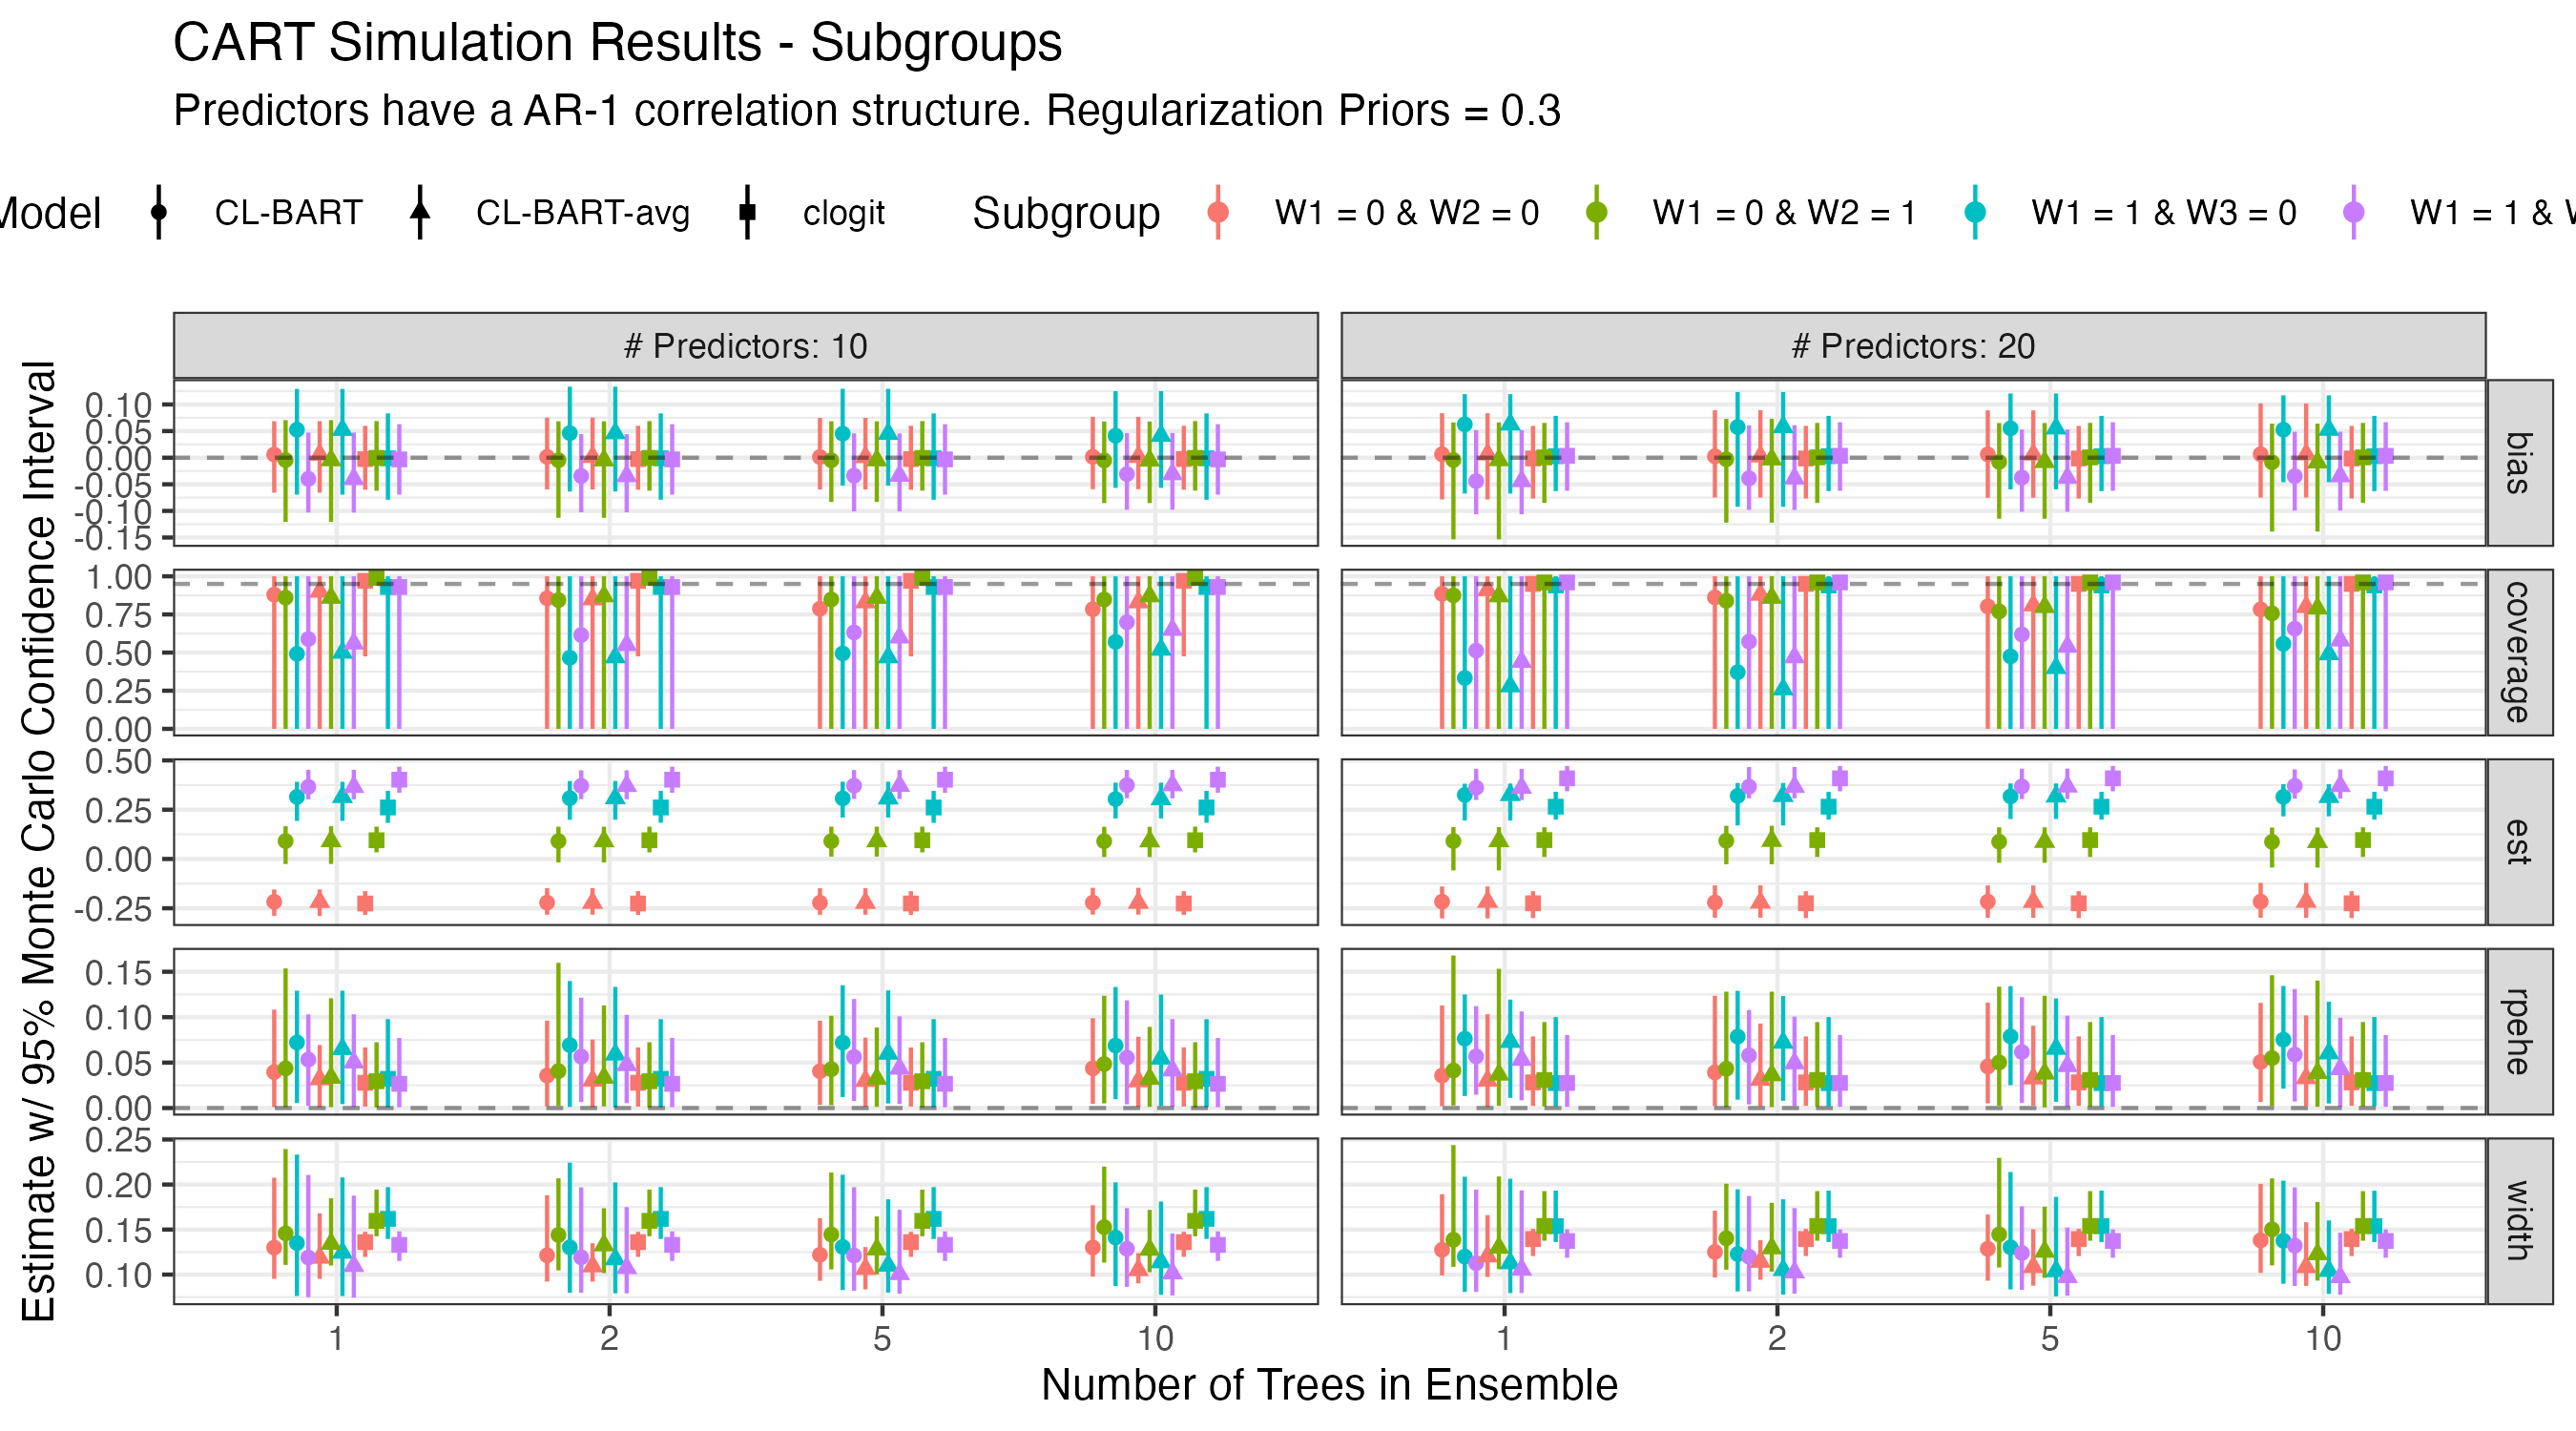 CART Simulation Results - Subgroups
Predictors have a AR-1 correlation structure. Regularization Priors = 0.3
Model CL-BART CL-BART-avg clogit Subgroup W1 = 0 & W2 = 0 W1 = 0 & W2 = 1 W1 = 1 & W3 = 0 W1 = 1 &
# Predictors: 10 # Predictors: 20
Estimate w/ 95% Monte Carlo Confidence Interval
0.10
0.05
0.00
-0.05
-0.10
-0.15
bias
1.00
0.75
0.50
0.25
0.00
coverage
0.50
0.25
0.00
-0.25
est
0.15
0.10
0.05
0.00
rpehe
0.25
0.20
0.15
0.10
width
1 2 5 10 1 2 5 10
Number of Trees in Ensemble